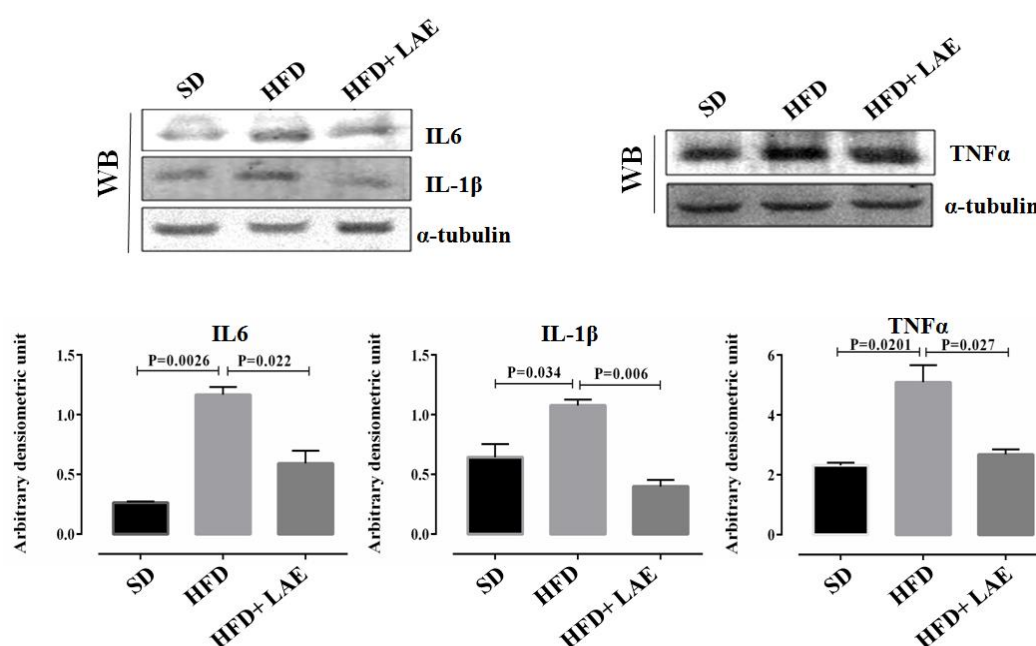 SD HFD HFD+ LAE
WB
IL6
IL-1β
α-tubulin
SD HFD HFD+ LAE
WB
TNFα
α-tubulin
IL6
Arbitrary densiometric unit
P=0.0026 P=0.022
1.5
1.0
0.5
0.0
SD HFD HFD+ LAE
IL-1β
Arbitrary densiometric unit
P=0.034 P=0.006
1.5
1.0
0.5
0.0
SD HFD HFD+ LAE
TNFα
Arbitrary densiometric unit
P=0.0201 P=0.027
6
4
2
0
SD HFD HFD+ LAE